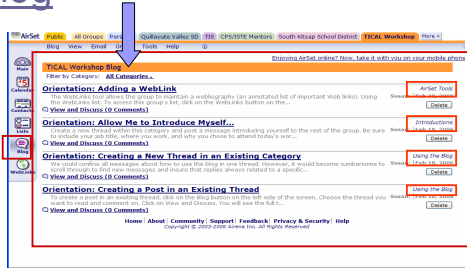 Blog
AirSet Public All Groups Personal Quillayute Valley SD TIS CPS/ISTE Mentors South Kitsap School District TICAL Workshop More
Blog View Email Tools Help
Enjoying AirSet online? Now, take it with you on your mobile phone
Main
TICAL Workshop Blog
Filter by Category: All Categories
Calendar
Orientation: Adding a WebLink
AirSet Tools
The WebLinks tool allows the group to maintain a webliography (an annotated list of important Web links). Using
the WebLinks list: To access this group's list, click on the WebLinks button on the...
View and Discuss (0 Comments)
Delete
Orientation: Allow Me to Introduce Myself...
Introductions
Create a new thread within this category and post a message introducing yourself to the rest of the group. Be sure
to include your job title, where you work, and why you chose to attend today's wor...
View and Discuss (0 Comments)
Delete
Lists
Blog
WebLinks
Orientation: Creating a New Thread in an Existing Category
Using the Blog
We could confine all messages about how to use the blog in one thread. However, it would become cumbersome to
scroll through to find new messages and insure that replies always related to a specific...
View and Discuss (0 Comments)
Delete
Orientation: Creating a Post in an Existing Thread
Using the Blog
To create a post in an existing thread, click on the Blog button on the left side of the screen. Choose the thread you
want to read and comment on. Click on View and Discuss. You will see the full t...
View and Discuss (0 Comments)
Delete
Home | About | Community | Support | Feedback | Privacy & Security | Help
Copyright © 2003-2006 Airena Inc. All Rights Reserved